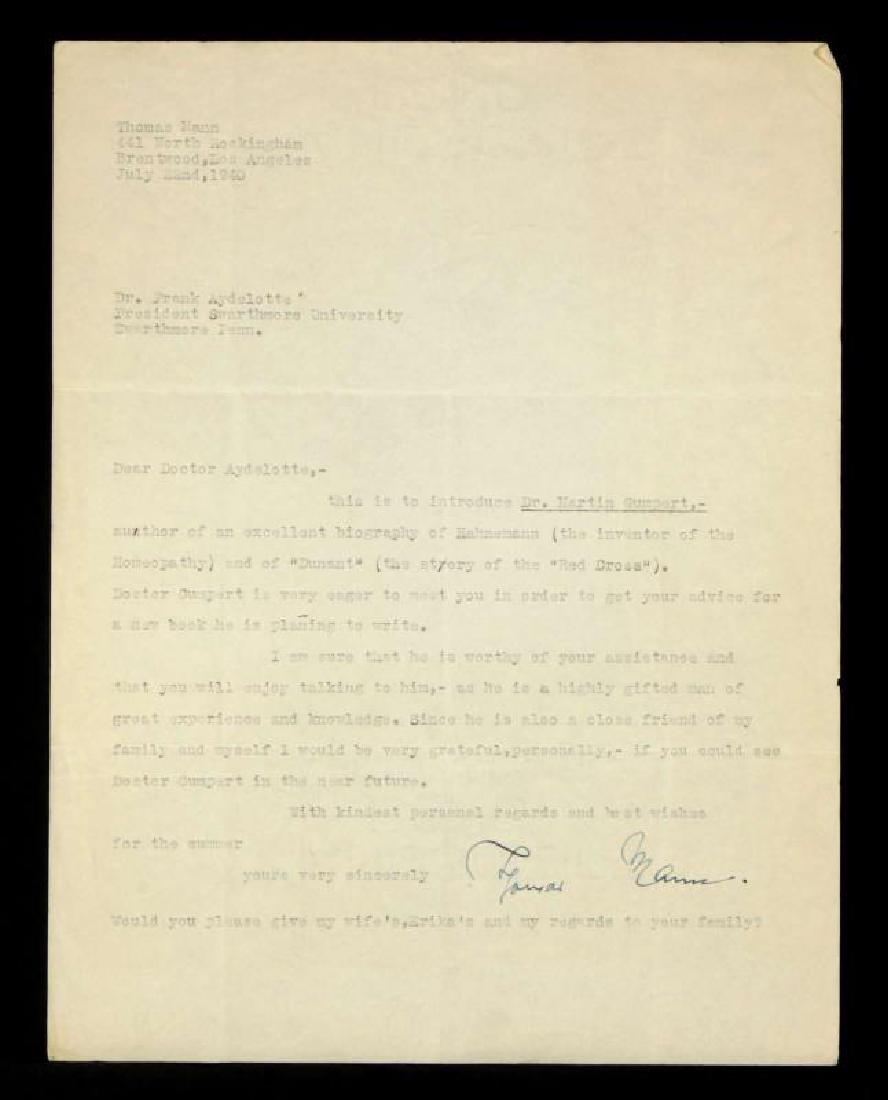 Thomas Mann
441 North Rockingham
Brentwood,Los Angeles
July 22nd,1940
Dr. Frank Aydelotte
President Swarthmore University
Swarthmore Penn.
Dear Doctor Aydelotte,-
this is to introduce Dr. Martin Gumpert,-
aunthor of an excellent biography of Hahnemann (the inventor of the
Homeopathy) and of "Dunant" (the story of the "Red Cross").
Doctor Gumpert is very eager to meet you in order to get your advice for
a new book he is planing to write.
I am sure that he is worthy of your assistance and
that you will enjoy talking to him,- as he is a highly gifted man of
great experience and knowledge. Since he is also a close friend of my
family and myself I would be very grateful,personally,- if you could see
Doctor Gumpert in the near future.
With kindest personal regards and best wishes
for the summer
yours very sincerely Thomas Mann.
Would you please give my wife's,Erika's and my regards to your family?